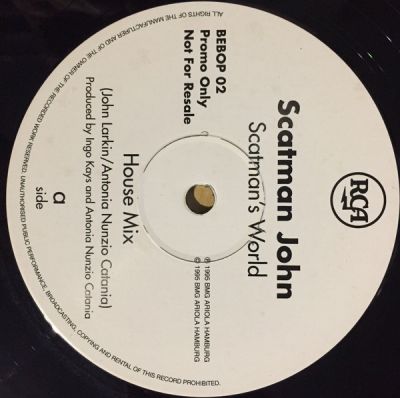 RCA
Scatman John
Scatman's World
BEBOP 02
Promo Only
Not For Resale
℗ 1995 BMG ARIOLA HAMBURG
© 1995 BMG ARIOLA HAMBURG
House Mix
(John Larkin/Antonia Nunzio Catania)
Produced by Ingo Kays and Antonia Nunzio Catania
a
side
ALL RIGHTS OF THE MANUFACTURER AND OF THE OWNER OF THE RECORDED WORK RESERVED. UNAUTHORISED PUBLIC PERFORMANCE, BROADCASTING, COPYING AND RENTAL OF THIS RECORD PROHIBITED.